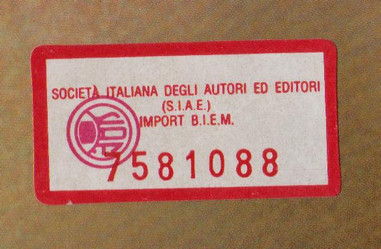 SOCIETÀ ITALIANA DEGLI AUTORI ED EDITORI
(S.I.A.E.)
IMPORT B.I.E.M.
7581088